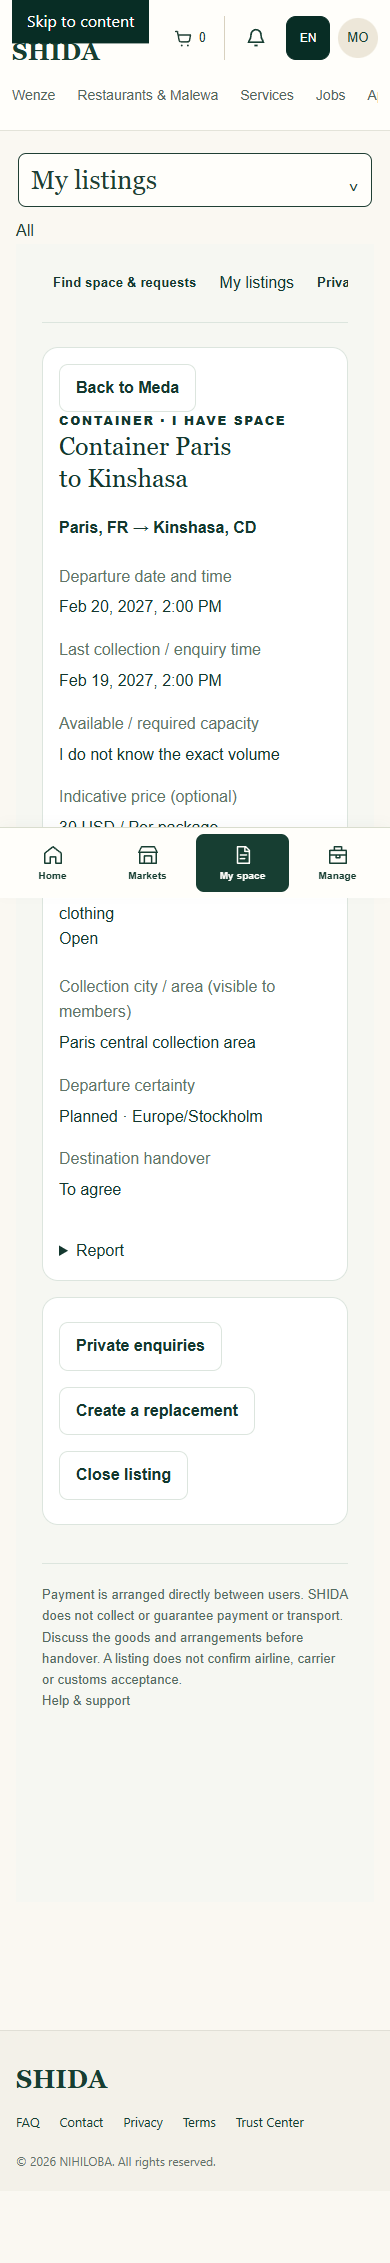 Skip to content
SHIDA
0
EN
MO
Wenze Restaurants & Malewa Services Jobs A
My listings
All
Find space & requests My listings Priva
Back to Meda
CONTAINER · I HAVE SPACE
Container Paris
to Kinshasa
Paris, FR → Kinshasa, CD
Departure date and time
Feb 20, 2027, 2:00 PM
Last collection / enquiry time
Feb 19, 2027, 2:00 PM
Available / required capacity
I do not know the exact volume
Indicative price (optional)
30 USD / Per package
Home Markets My space Manage
clothing
Open
Collection city / area (visible to
members)
Paris central collection area
Departure certainty
Planned · Europe/Stockholm
Destination handover
To agree
Report
Private enquiries
Create a replacement
Close listing
Payment is arranged directly between users. SHIDA
does not collect or guarantee payment or transport.
Discuss the goods and arrangements before
handover. A listing does not confirm airline, carrier
or customs acceptance.
Help & support
SHIDA
FAQ Contact Privacy Terms Trust Center
© 2026 NIHILOBA. All rights reserved.